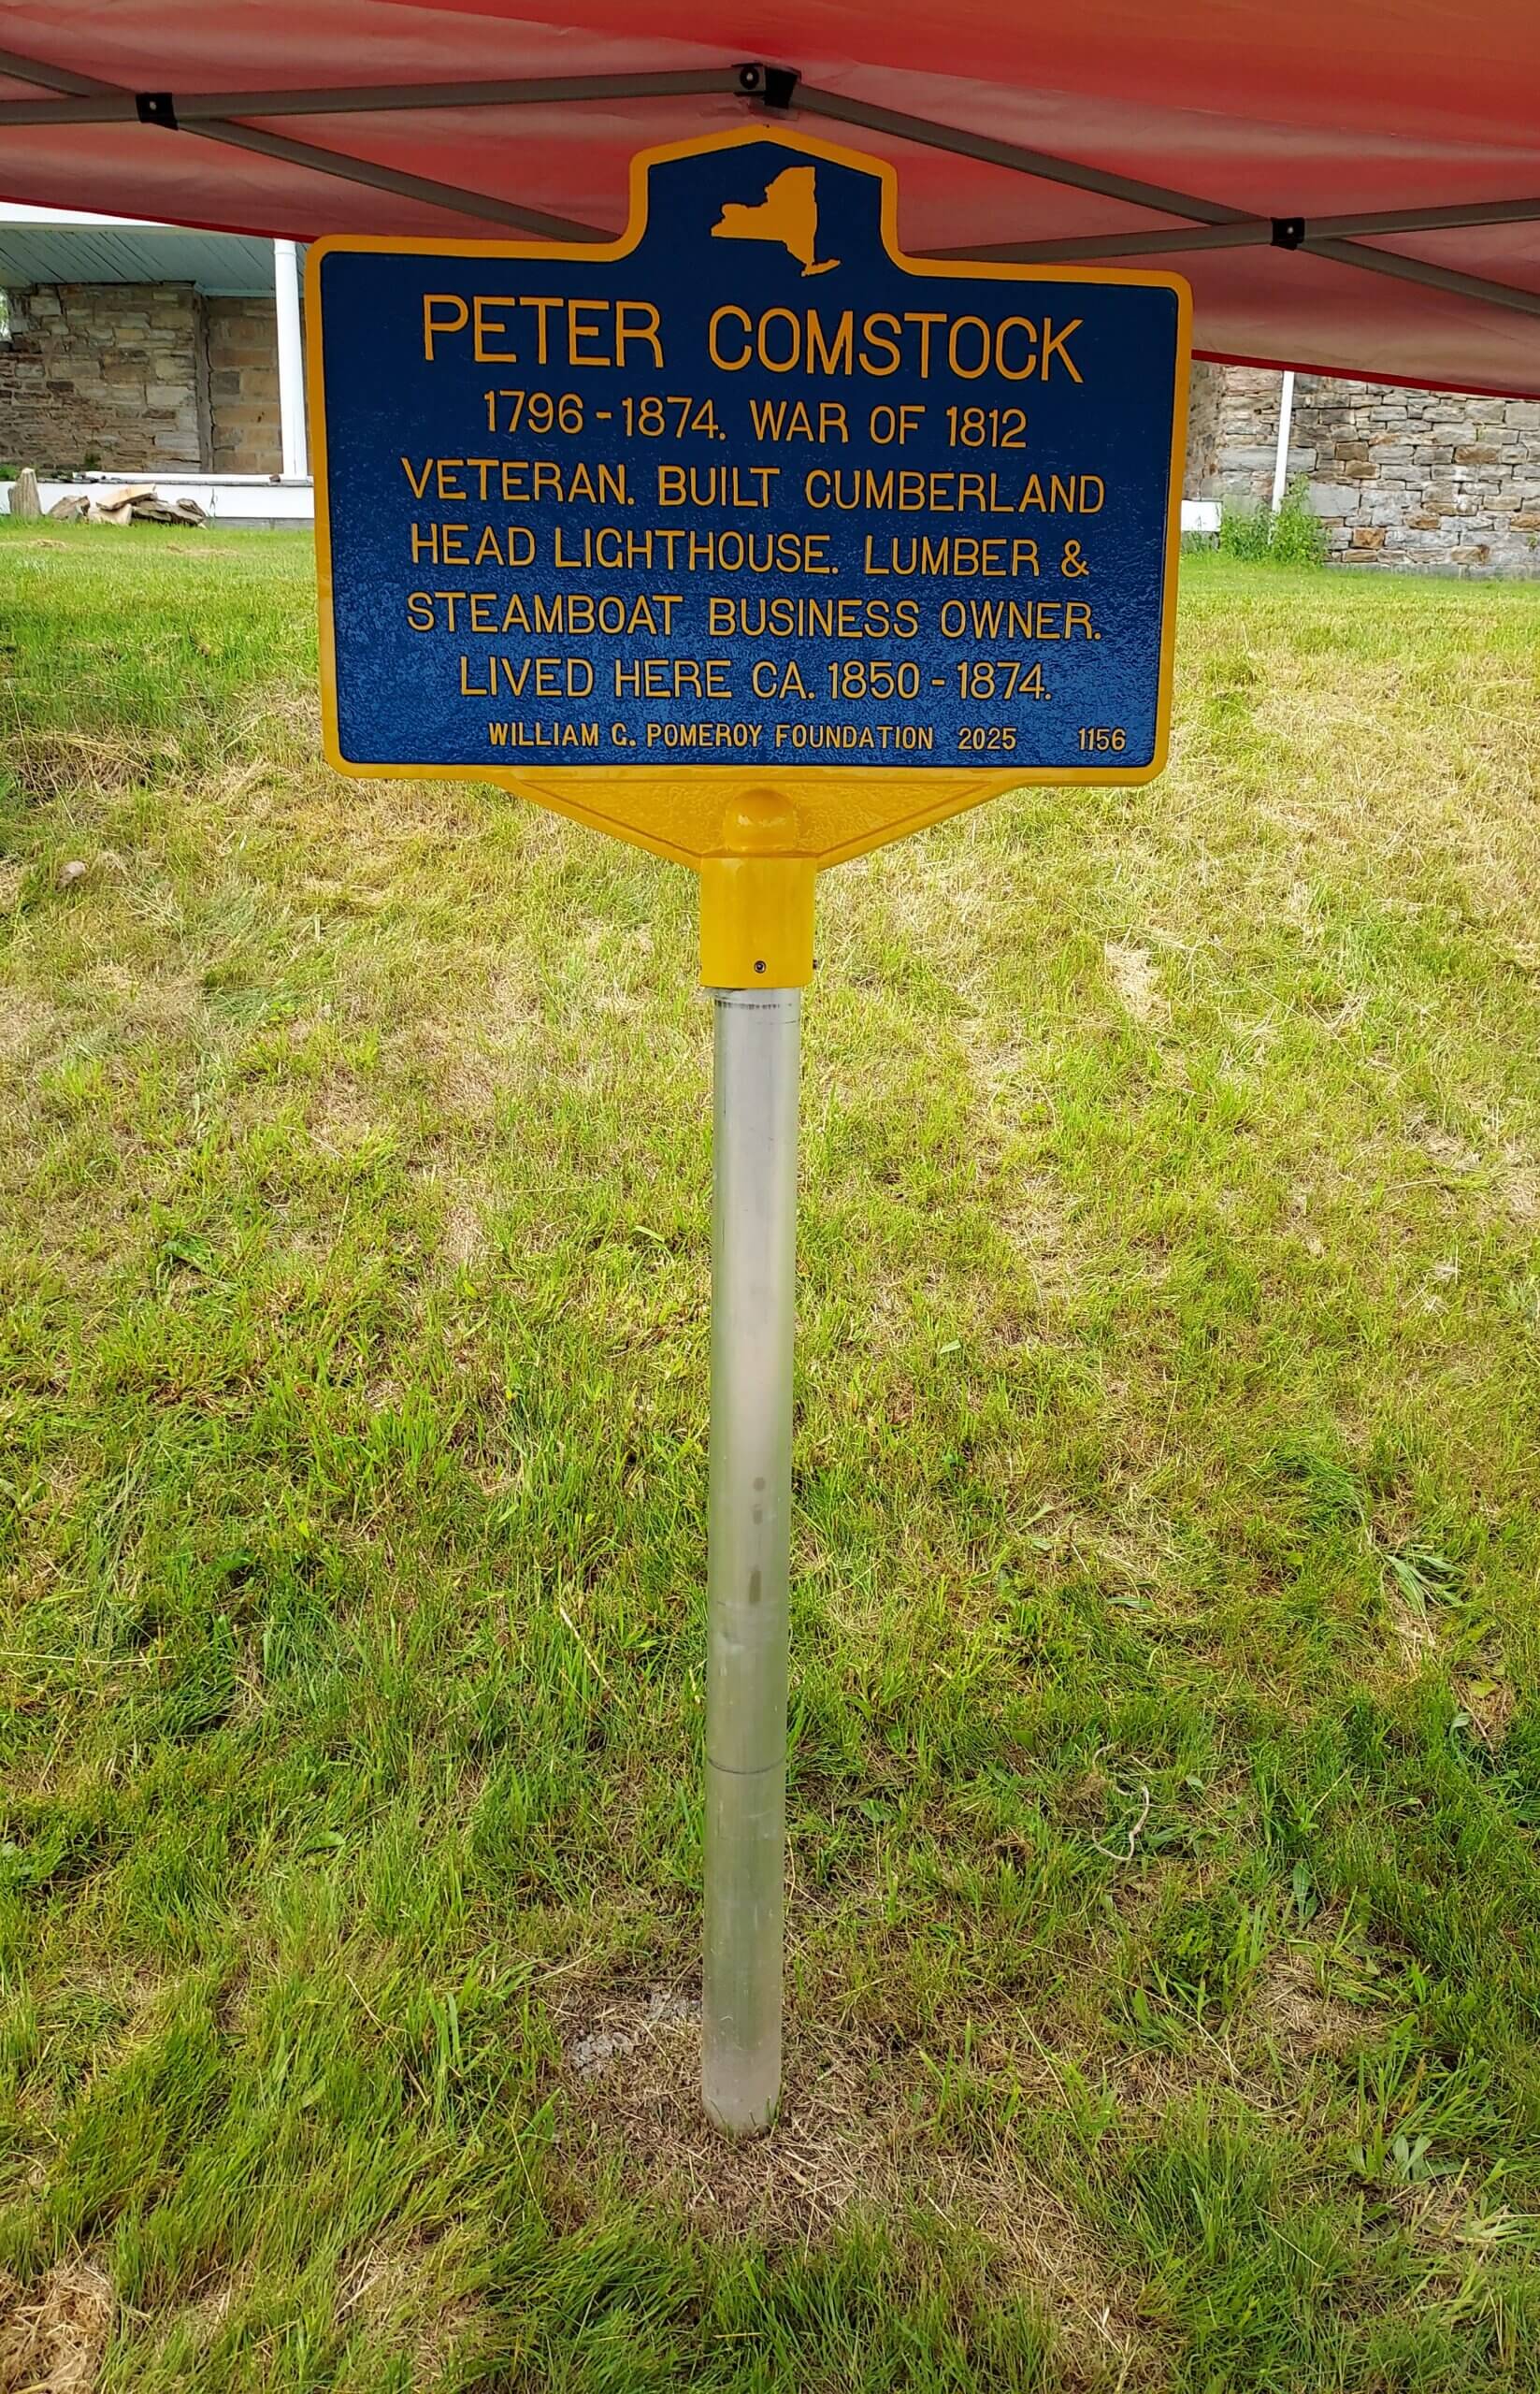 PETER COMSTOCK
1796 - 1874. WAR OF 1812
VETERAN. BUILT CUMBERLAND
HEAD LIGHTHOUSE. LUMBER &
STEAMBOAT BUSINESS OWNER.
LIVED HERE CA. 1850 - 1874.
WILLIAM G. POMEROY FOUNDATION 2025 1156